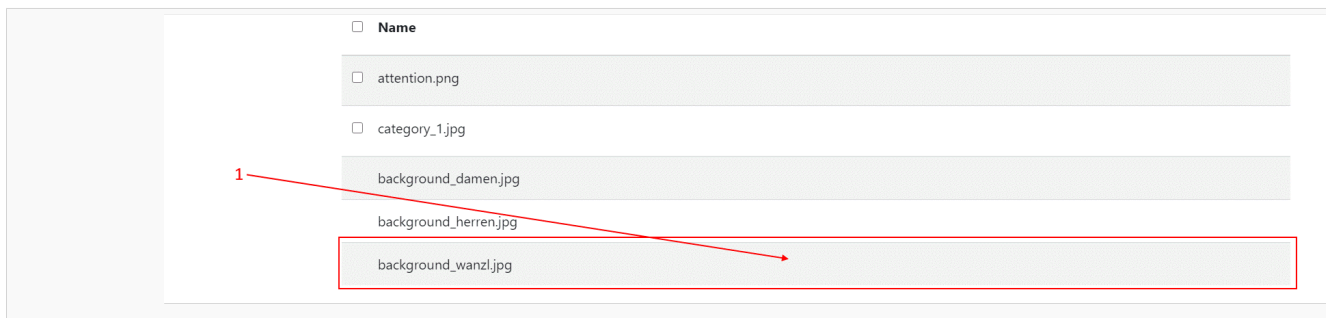 Name
attention.png
category_1.jpg
1
background_damen.jpg
background_herren.jpg
background_wanzl.jpg